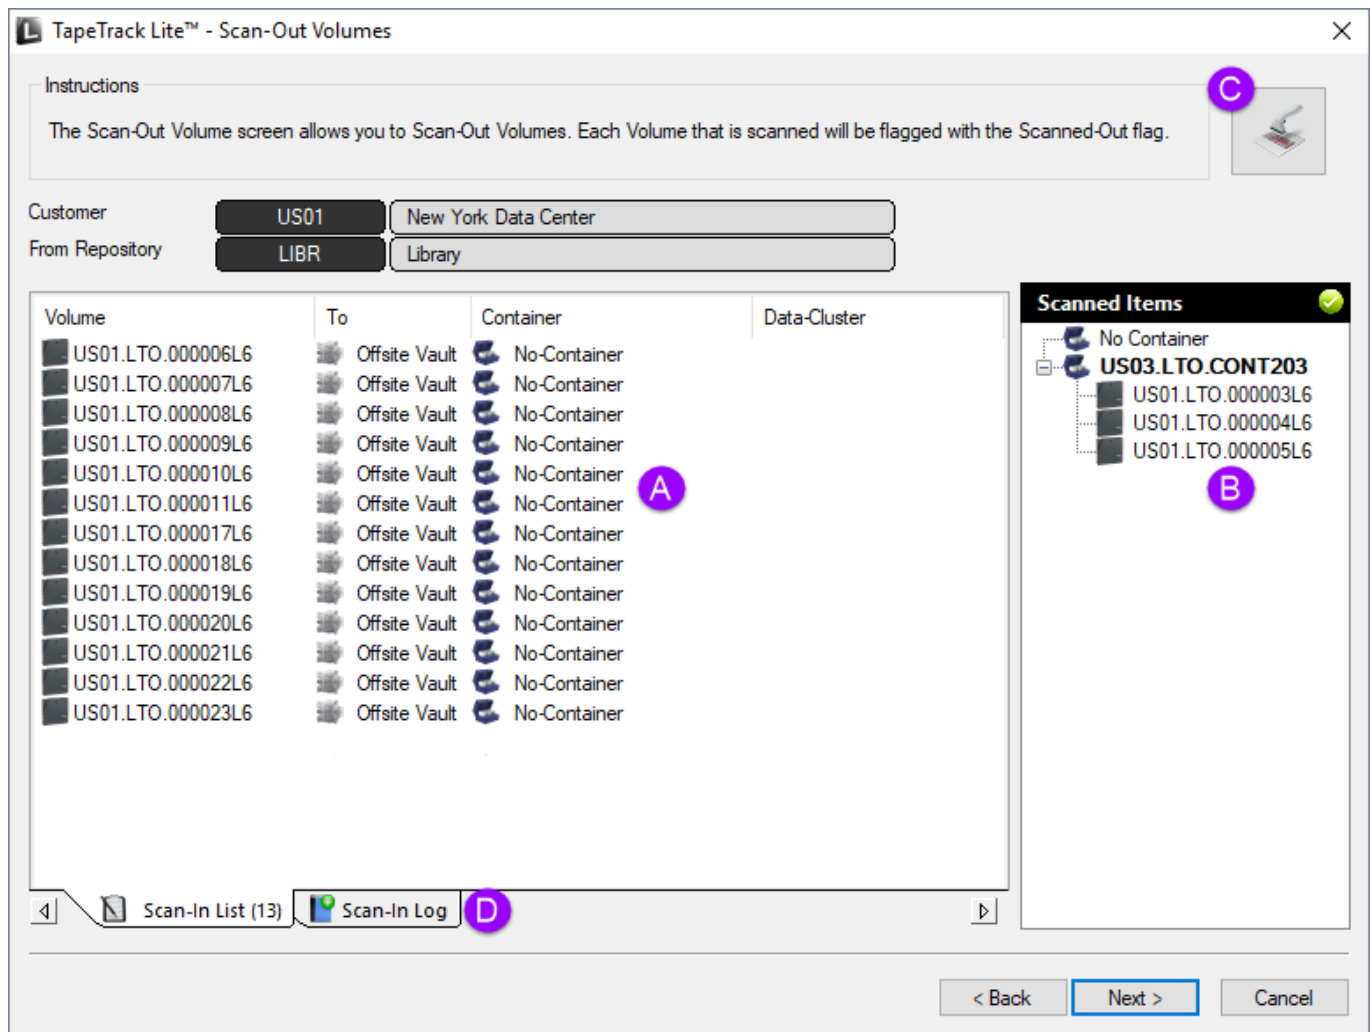 TapeTrack Lite™ - Scan-Out Volumes
Instructions
C
The Scan-Out Volume screen allows you to Scan-Out Volumes. Each Volume that is scanned will be flagged with the Scanned-Out flag.
Customer US01 New York Data Center
From Repository LIBR Library
Volume To Container Data-Cluster
US01.LTO.000006L6 Offsite Vault No-Container
US01.LTO.000007L6 Offsite Vault No-Container
US01.LTO.000008L6 Offsite Vault No-Container
US01.LTO.000009L6 Offsite Vault No-Container
US01.LTO.000010L6 Offsite Vault No-Container
A
US01.LTO.000011L6 Offsite Vault No-Container
US01.LTO.000017L6 Offsite Vault No-Container
US01.LTO.000018L6 Offsite Vault No-Container
US01.LTO.000019L6 Offsite Vault No-Container
US01.LTO.000020L6 Offsite Vault No-Container
US01.LTO.000021L6 Offsite Vault No-Container
US01.LTO.000022L6 Offsite Vault No-Container
US01.LTO.000023L6 Offsite Vault No-Container
Scanned Items
No Container
US03.LTO.CONT203
US01.LTO.000003L6
US01.LTO.000004L6
US01.LTO.000005L6
B
Scan-In List (13) Scan-In Log D
< Back Next > Cancel